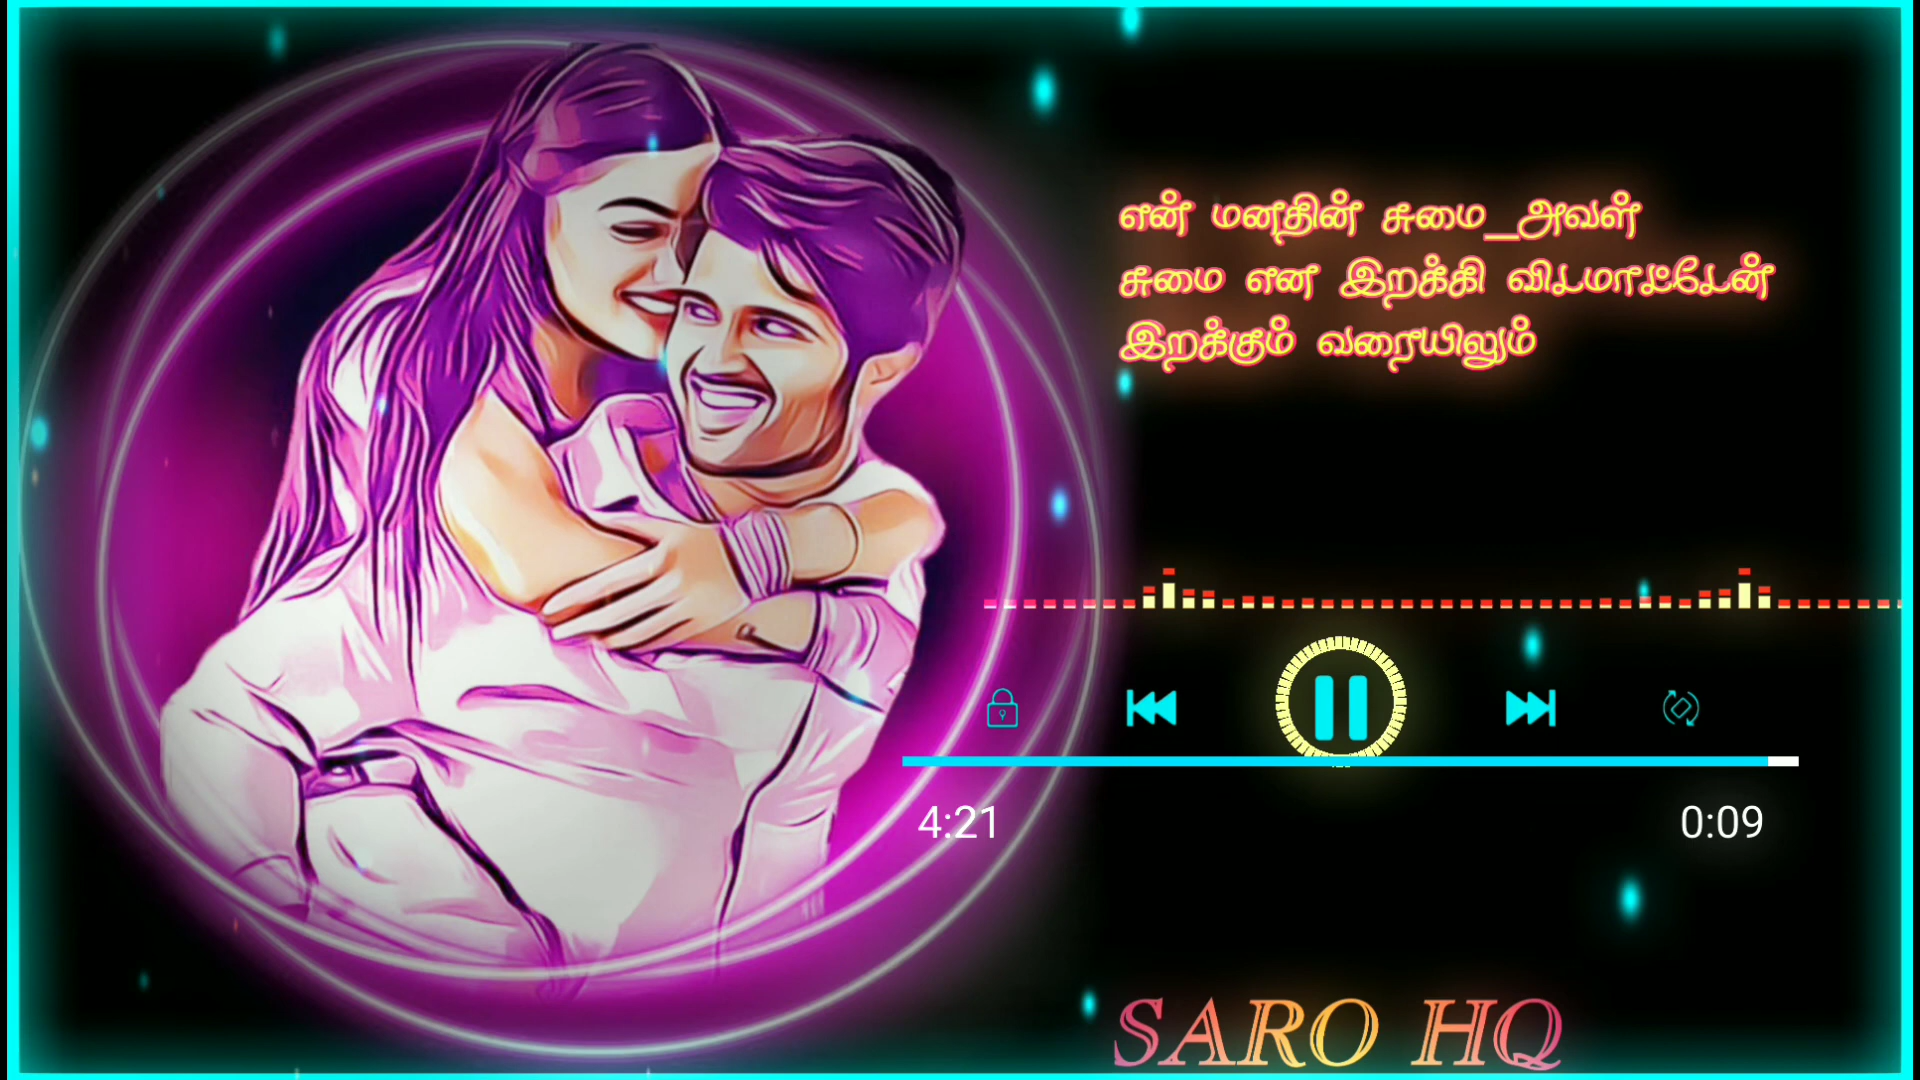 என் மனதின் சுமை_அவள்
சுமை என இறக்கி விடமாட்டேன்
இறக்கும் வரையிலும்
4:21
0:09
SARO HQ